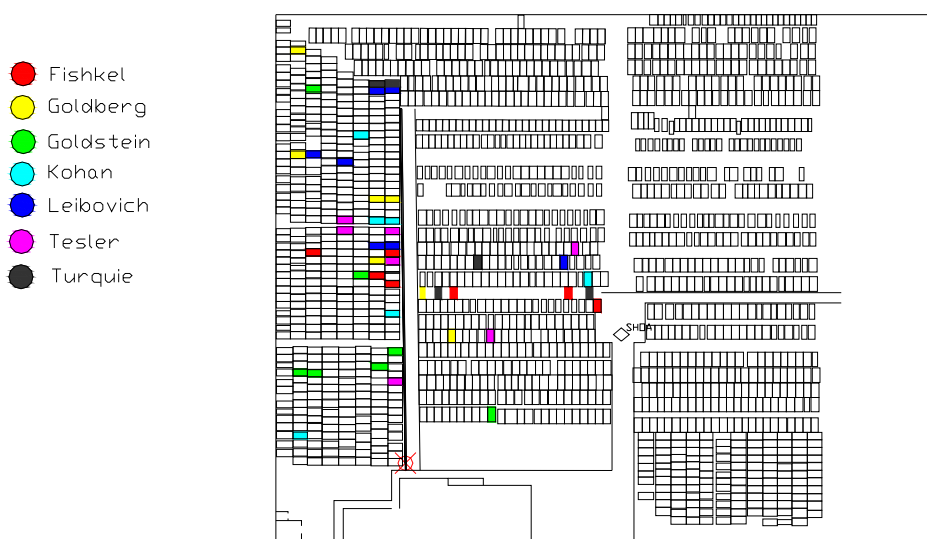 Fishkel
Goldberg
Goldstein
Kohan
Leibovich
Tesler
Turquie
SHOA